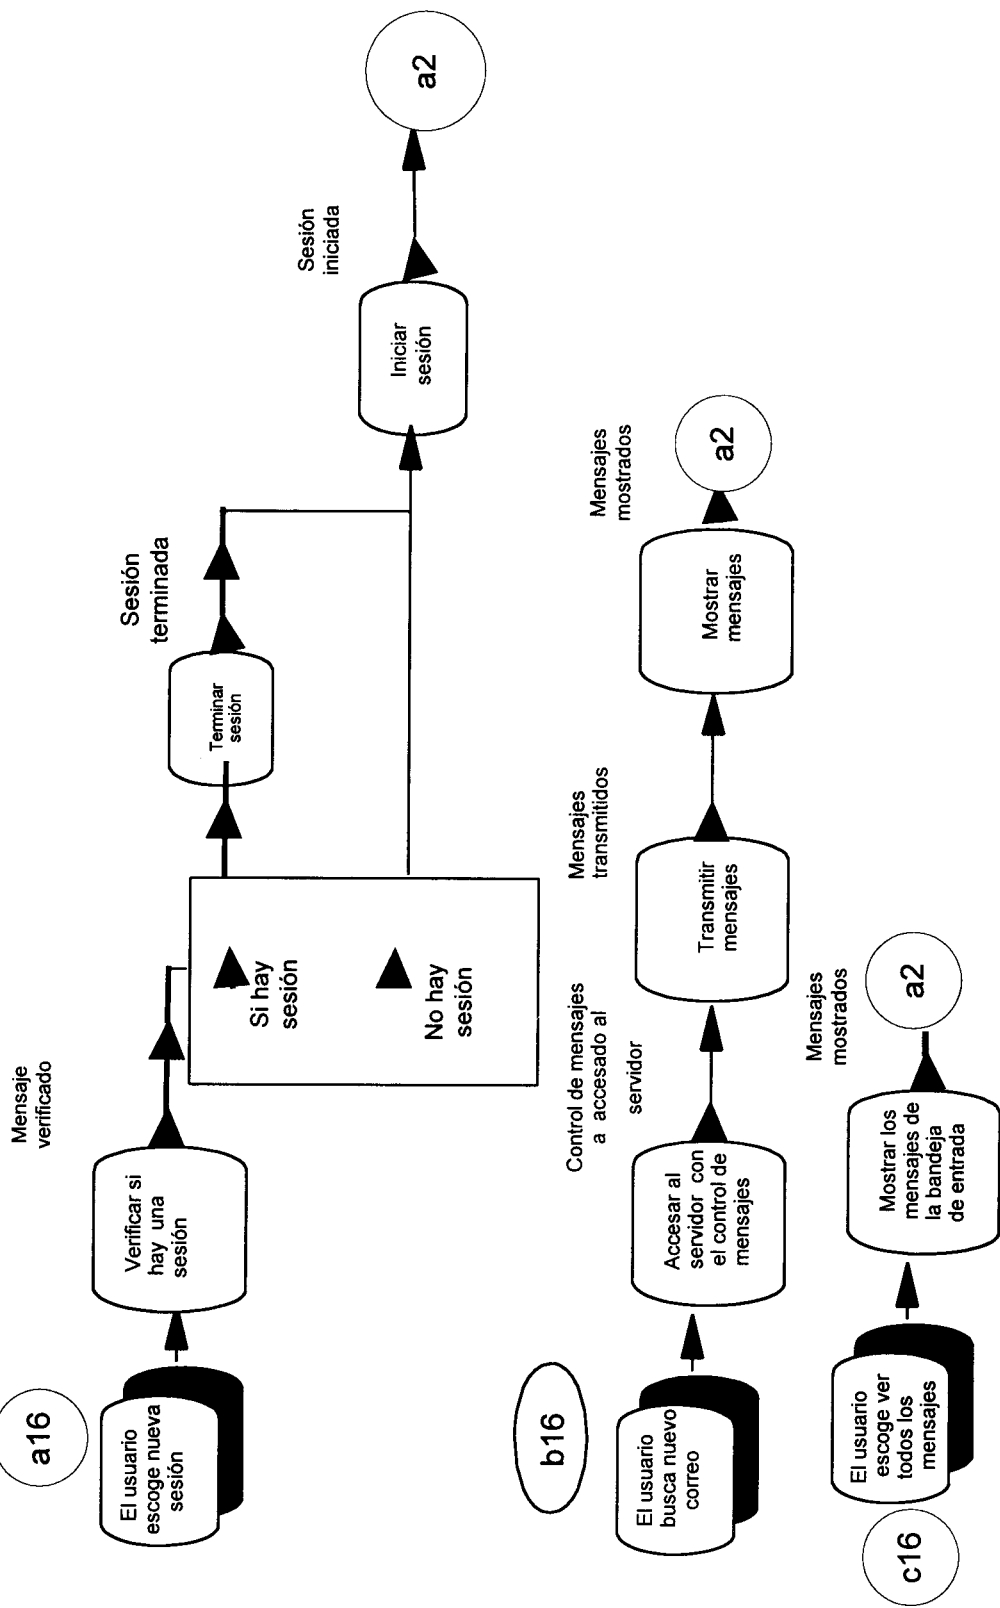 a16
El usuario
escoge nueva
sesión
Verificar si
hay una
sesión
Mensaje
verificado
Si hay
sesión
No hay
sesión
Terminar
sesión
Sesión
terminada
Iniciar
sesión
Sesión
iniciada
a2
b16
El usuario
busca nuevo
correo
Accesar al
servidor con
el control de
mensajes
Control de mensajes
a accesado al
servidor
Transmitir
mensajes
Mensajes
transmitidos
Mostrar
mensajes
Mensajes
mostrados
a2
c16
El usuario
escoge ver
todos los
mensajes
Mostrar los
mensajes de
la bandeja
de entrada
Mensajes
mostrados
a2